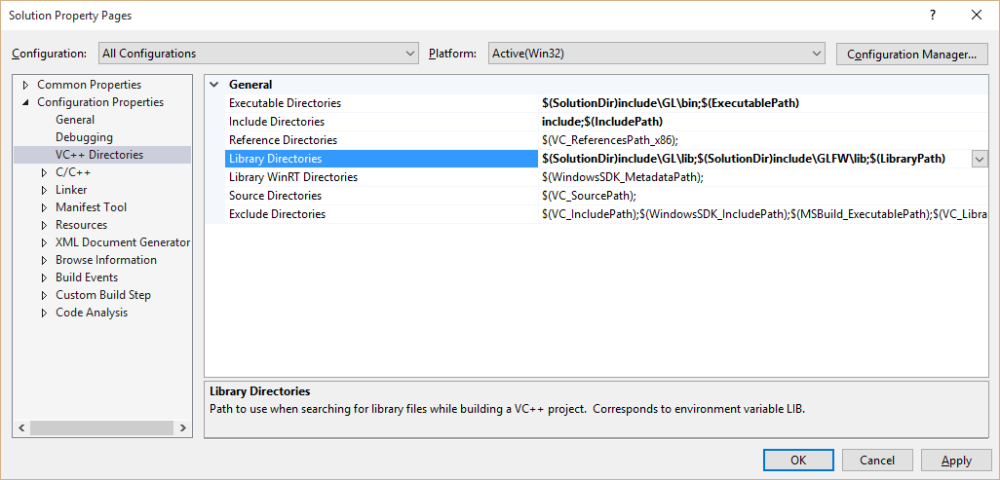 Solution Property Pages
?
Configuration: All Configurations Platform: Active(Win32) Configuration Manager...
Common Properties
Configuration Properties
General
Debugging
VC++ Directories
C/C++
Linker
Manifest Tool
Resources
XML Document Generator
Browse Information
Build Events
Custom Build Step
Code Analysis
General
Executable Directories $(SolutionDir)include\GL\bin;$(ExecutablePath)
Include Directories include;$(IncludePath)
Reference Directories $(VC_ReferencesPath_x86);
Library Directories $(SolutionDir)include\GL\lib;$(SolutionDir)include\GLFW\lib;$(LibraryPath)
Library WinRT Directories $(WindowsSDK_MetadataPath);
Source Directories $(VC_SourcePath);
Exclude Directories $(VC_IncludePath);$(WindowsSDK_IncludePath);$(MSBuild_ExecutablePath);$(VC_Libra
Library Directories
Path to use when searching for library files while building a VC++ project. Corresponds to environment variable LIB.
OK Cancel Apply